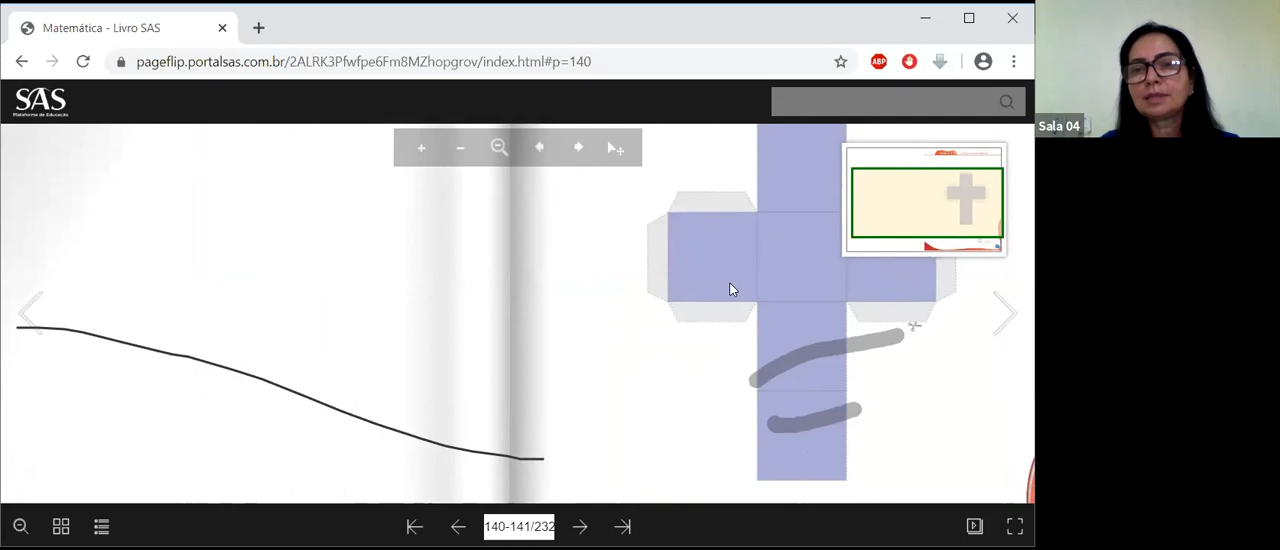 Matemática - Livro SAS
pageflip.portalsas.com.br/2ALRK3Pfwfpe6Fm8MZhopgrov/index.html#p=140
ABP
SAS
Plataforma de Educação
Sala 04
140-141/232